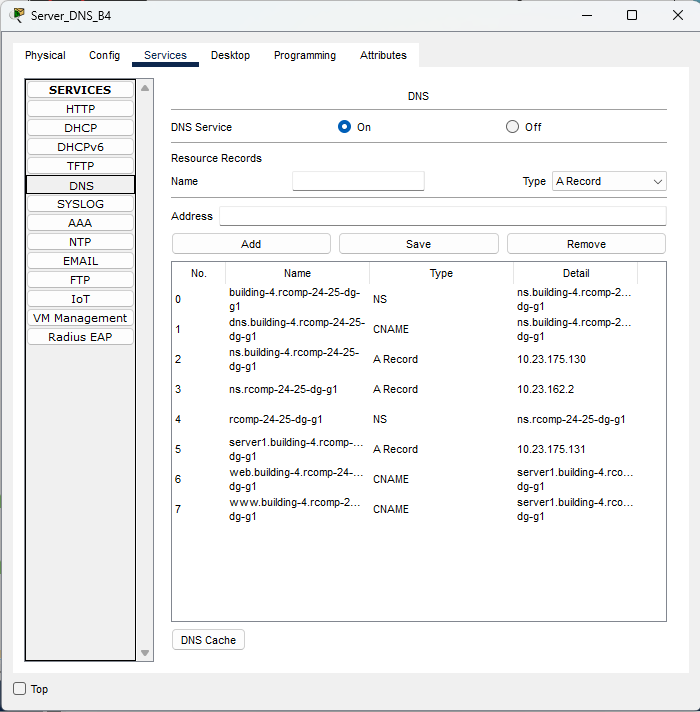 Server_DNS_B4
Physical Config Services Desktop Programming Attributes
SERVICES
HTTP
DHCP
DHCPv6
TFTP
DNS
SYSLOG
AAA
NTP
EMAIL
FTP
IoT
VM Management
Radius EAP
DNS
DNS Service On Off
Resource Records
Name Type A Record
Address
Add Save Remove
No. Name Type Detail
0 building-4.rcomp-24-25-dg-g1 NS ns.building-4.rcomp-2...dg-g1
1 dns.building-4.rcomp-24-25-dg-g1 CNAME ns.building-4.rcomp-2...dg-g1
2 ns.building-4.rcomp-24-25-dg-g1 A Record 10.23.175.130
3 ns.rcomp-24-25-dg-g1 A Record 10.23.162.2
4 rcomp-24-25-dg-g1 NS ns.rcomp-24-25-dg-g1
5 server1.building-4.rcomp-...dg-g1 A Record 10.23.175.131
6 web.building-4.rcomp-24-...dg-g1 CNAME server1.building-4.rco...dg-g1
7 www.building-4.rcomp-2...dg-g1 CNAME server1.building-4.rco...dg-g1
DNS Cache
Top